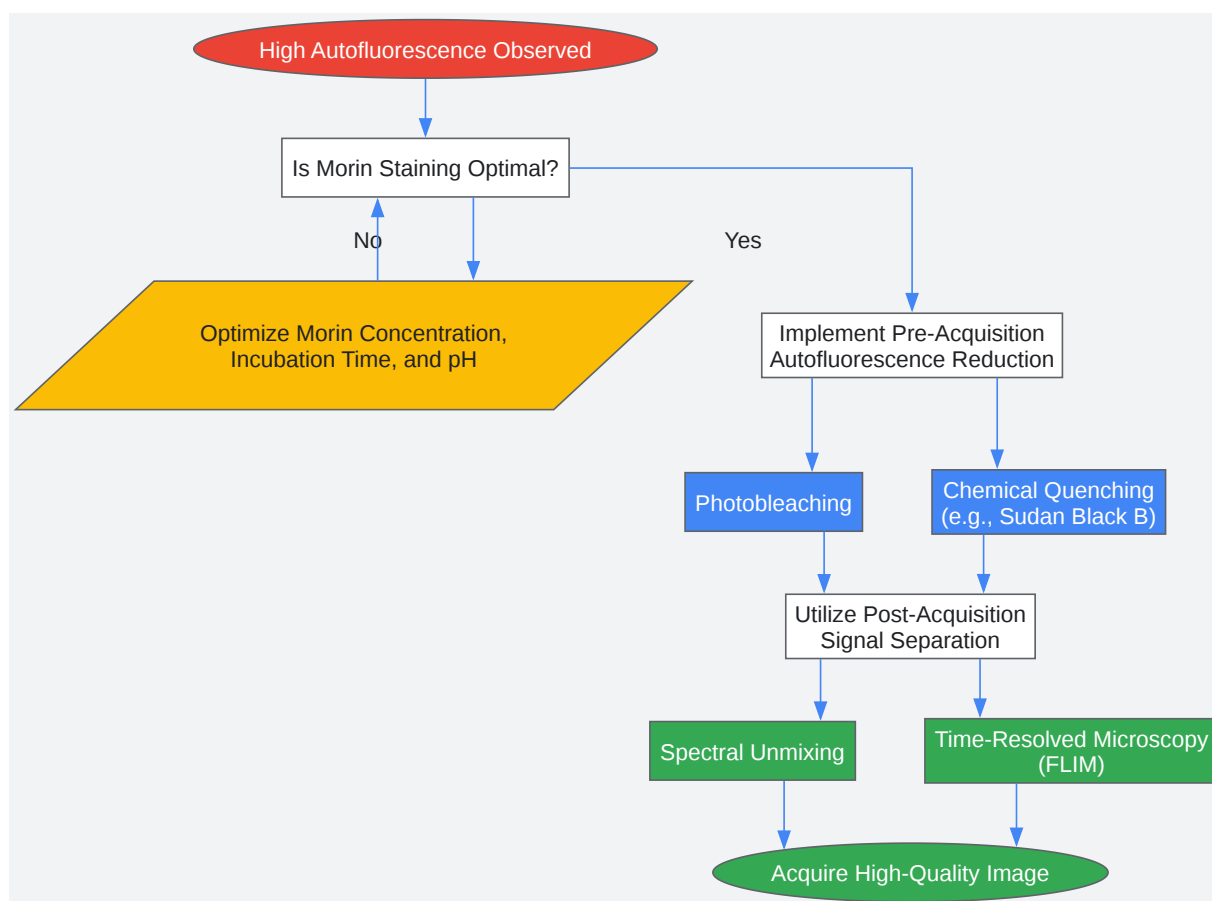 High Autofluorescence Observed
Is Morin Staining Optimal?
No
Yes
Optimize Morin Concentration,
Incubation Time, and pH
Implement Pre-Acquisition
Autofluorescence Reduction
Photobleaching
Chemical Quenching
(e.g., Sudan Black B)
Utilize Post-Acquisition
Signal Separation
Spectral Unmixing
Time-Resolved Microscopy
(FLIM)
Acquire High-Quality Image